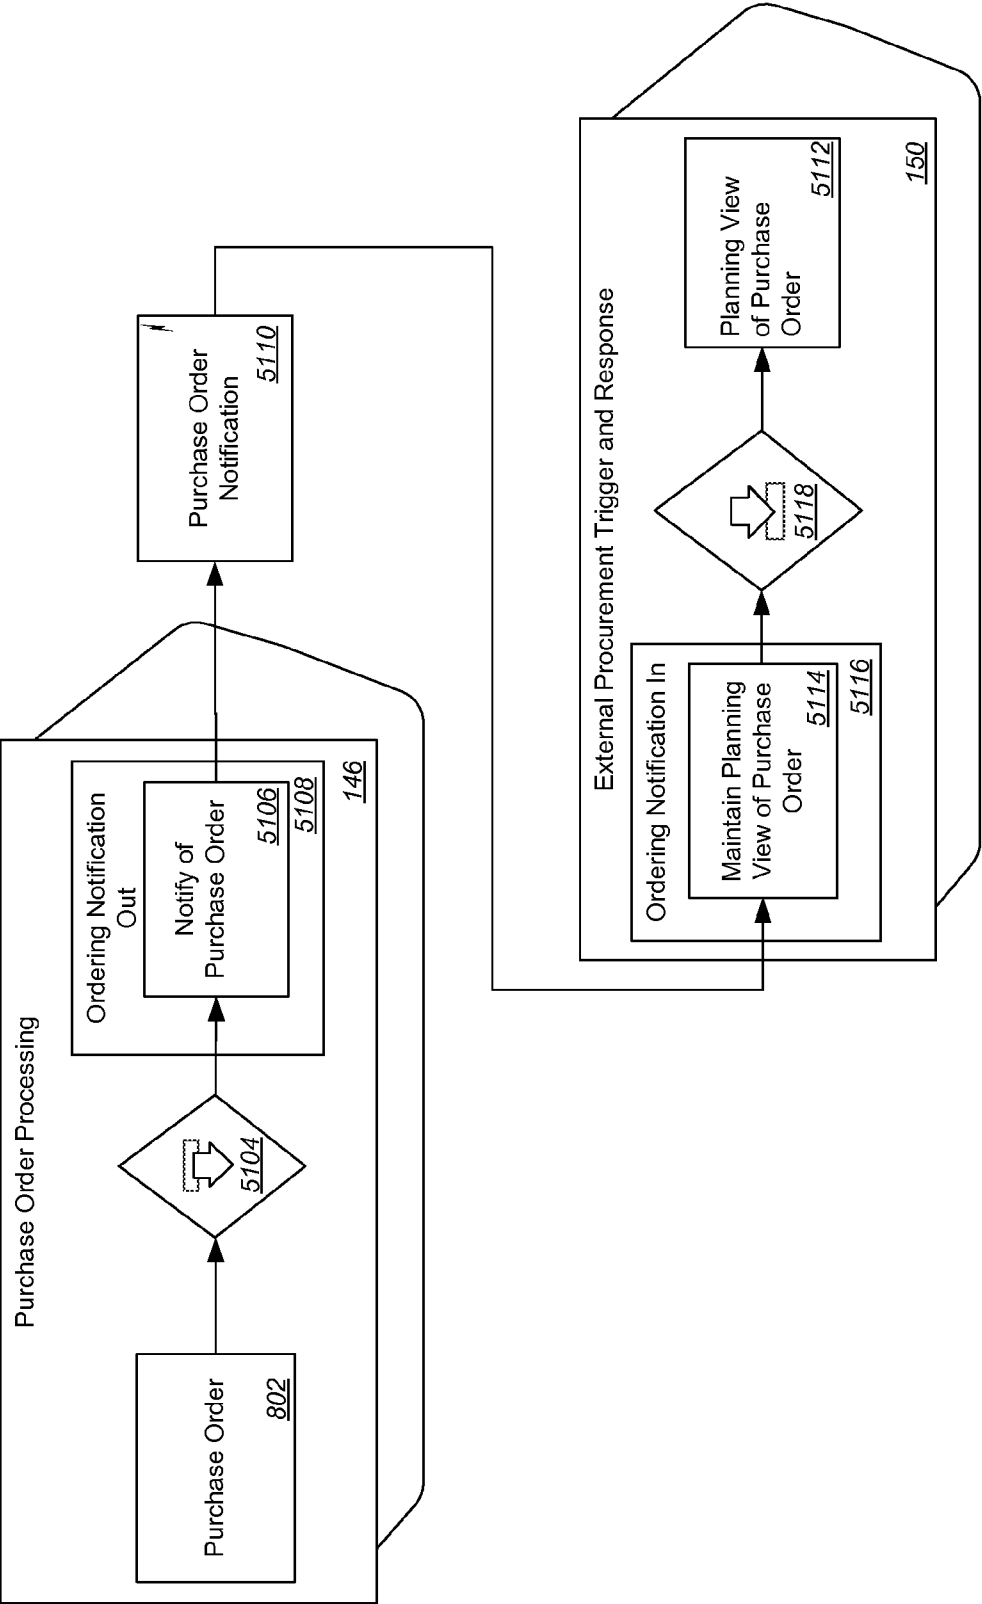 Purchase Order Processing
Purchase Order
802
5104
Ordering Notification
Out
Notify of
Purchase Order
5106
5108
146
Purchase Order
Notification
5110
External Procurement Trigger and Response
Ordering Notification In
Maintain Planning
View of Purchase
Order
5114
5116
5118
Planning View
of Purchase
Order
5112
150